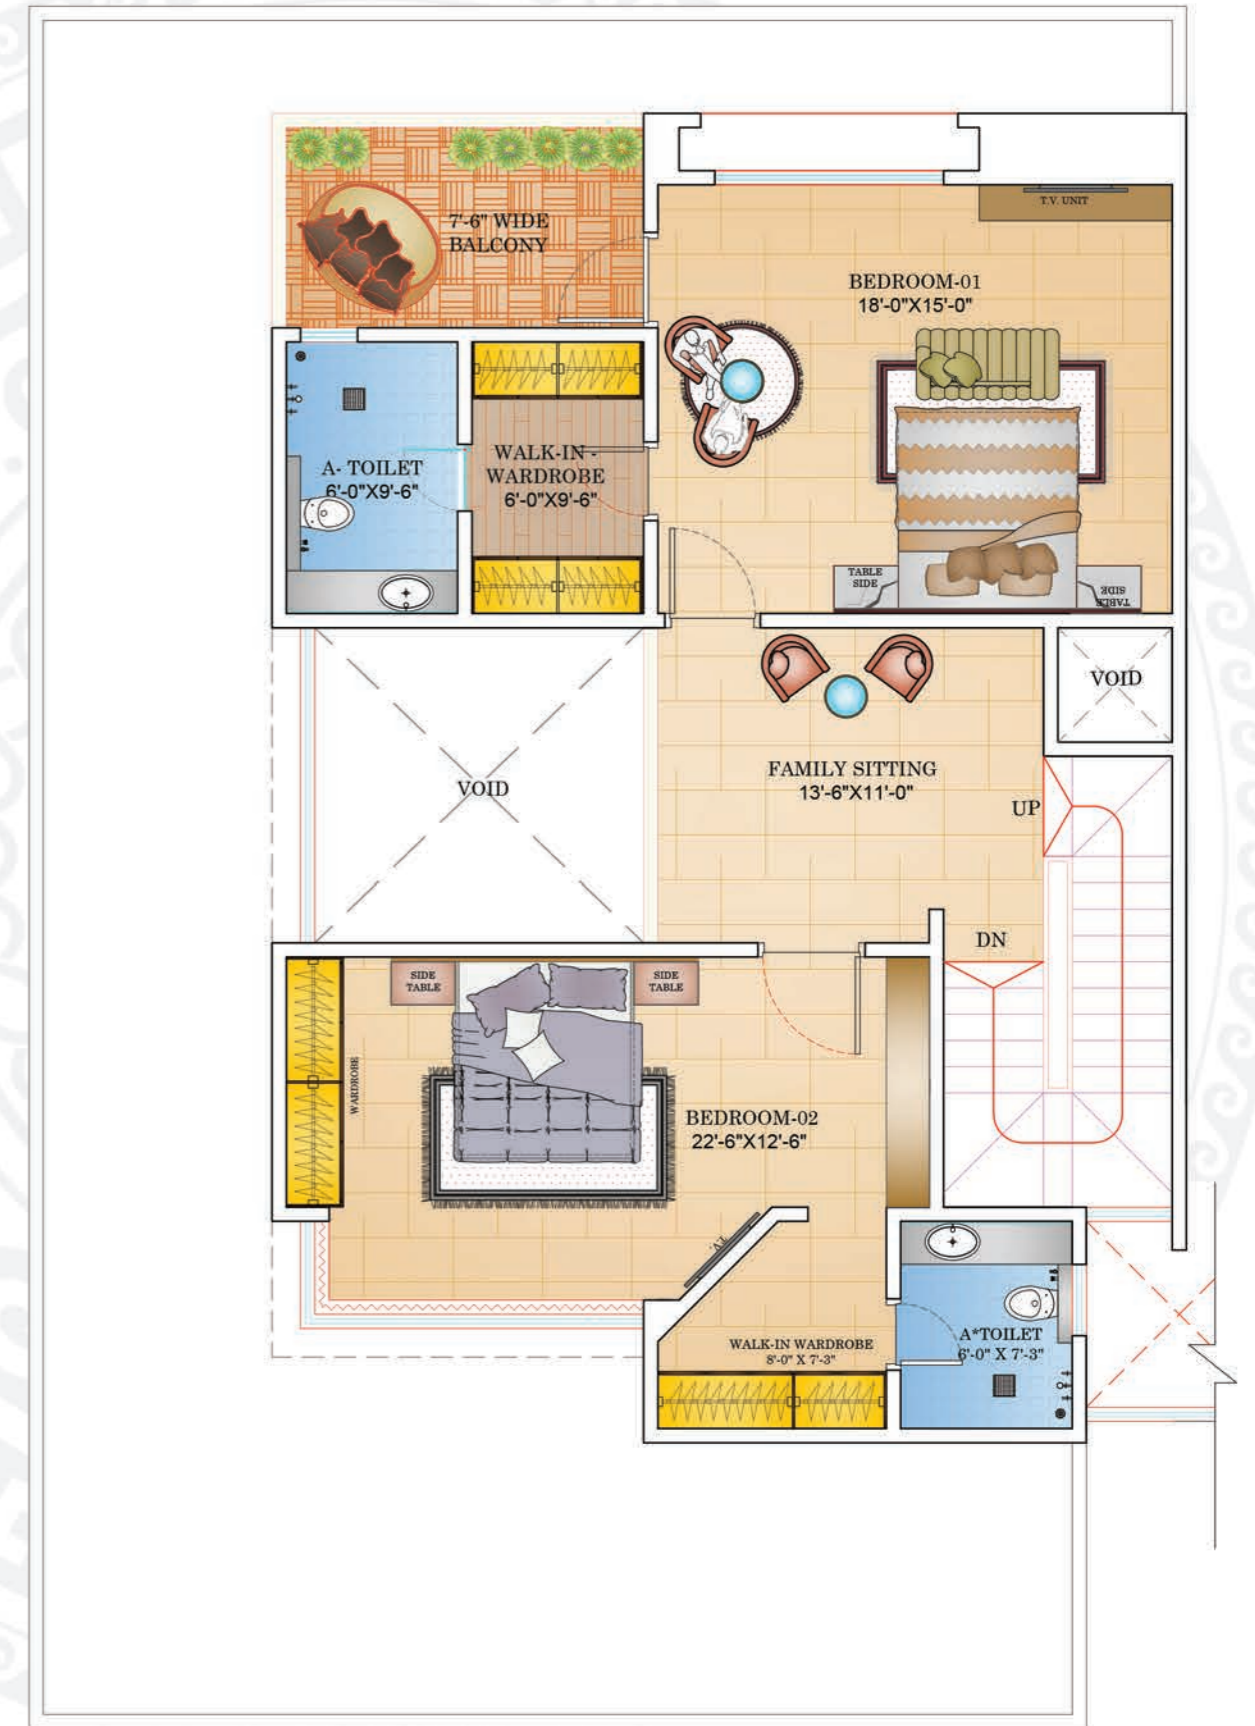 T.V. UNIT
7'-6" WIDE
BALCONY
BEDROOM-01
18'-0"X15'-0"
A- TOILET
6'-0"X9'-6"
WALK-IN -
WARDROBE
6'-0"X9'-6"
TABLE
SIDE
SIDE
TABLE
VOID
VOID
FAMILY SITTING
13'-6"X11'-0"
UP
DN
SIDE
TABLE
SIDE
TABLE
WARDROBE
BEDROOM-02
22'-6"X12'-6"
T.V.
WALK-IN WARDROBE
8'-0" X 7'-3"
A*TOILET
6'-0" X 7'-3"